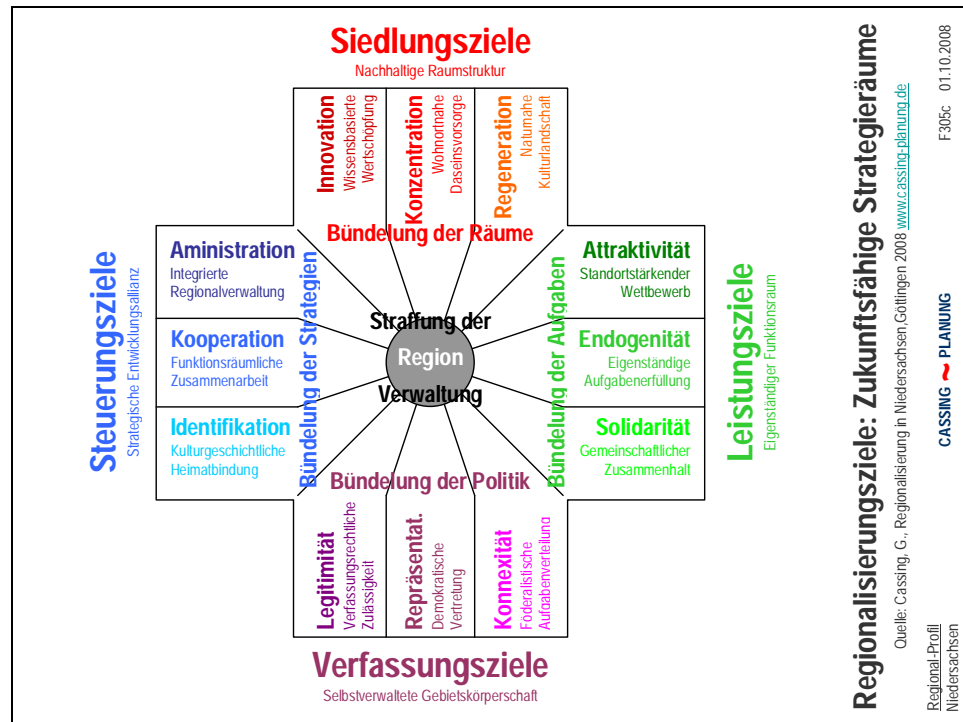 Siedlungsziele
Nachhaltige Raumstruktur
Innovation
Wissensbasierte
Wertschöpfung
Konzentration
Wohnortnahe
Daseinsvorsorge
Regeneration
Naturnahe
Kulturlandschaft
Bündelung der Räume
Steuerungsziele
Strategische Entwicklungsallianz
Aministration
Integrierte
Regionalverwaltung
Kooperation
Funktionsräumliche
Zusammenarbeit
Identifikation
Kulturgeschichtliche
Heimatbindung
Bündelung der Strategien
Straffung der
Region
Verwaltung
Bündelung der Aufgaben
Attraktivität
Standortstärkender
Wettbewerb
Endogenität
Eigenständige
Aufgabenerfüllung
Solidarität
Gemeinschaftlicher
Zusammenhalt
Leistungsziele
Eigenständiger Funktionsraum
Bündelung der Politik
Legitimität
Verfassungsrechtliche
Zulässigkeit
Repräsentat.
Demokratische
Vertretung
Konnexität
Föderalistische
Aufgabenverteilung
Verfassungsziele
Selbstverwaltete Gebietskörperschaft
Regionalisierungsziele: Zukunftsfähige Strategieräume
Quelle: Cassing, G., Regionalisierung in Niedersachsen,Göttingen 2008 www.cassing-planung.de
Regional-Profil
Niedersachsen
CASSING ~ PLANUNG
F305c 01.10.2008